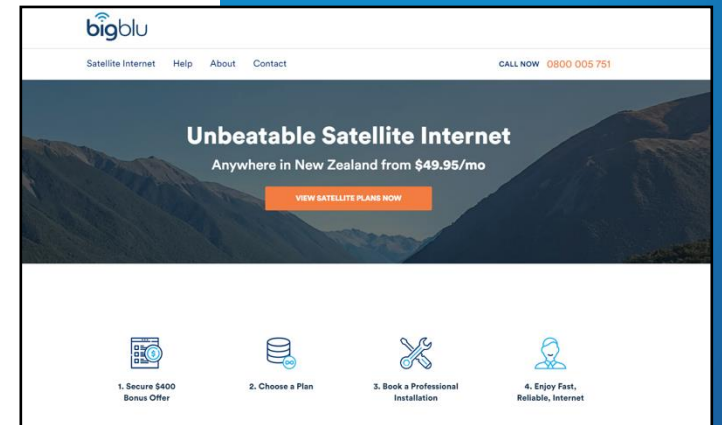 bigblu
Satellite Internet Help About Contact CALL NOW 0800 005 751
Unbeatable Satellite Internet
Anywhere in New Zealand from $49.95/mo
VIEW SATELLITE PLANS NOW
1. Secure $400
Bonus Offer
2. Choose a Plan
3. Book a Professional
Installation
4. Enjoy Fast,
Reliable, Internet